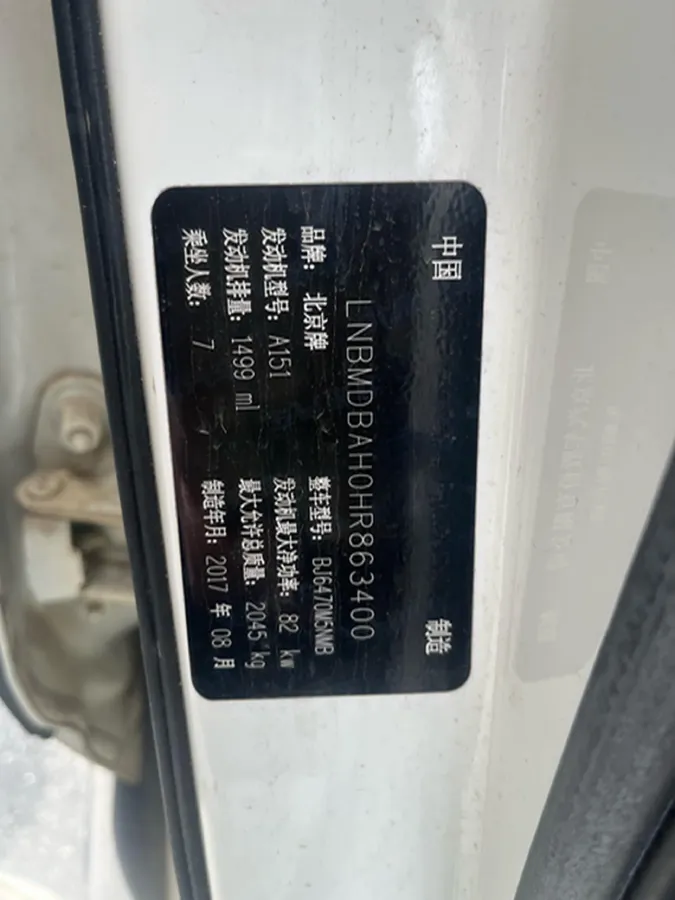 中国 制造
LNBMDBAH0HR863400
品牌: 北京牌 整车型号: BJ6470M5NMB
发动机型号: A151 发动机最大净功率: 82 kw
发动机排量: 1499 ml 最大允许总质量: 2045 kg
乘坐人数: 7 制造年月: 2017 年 08 月